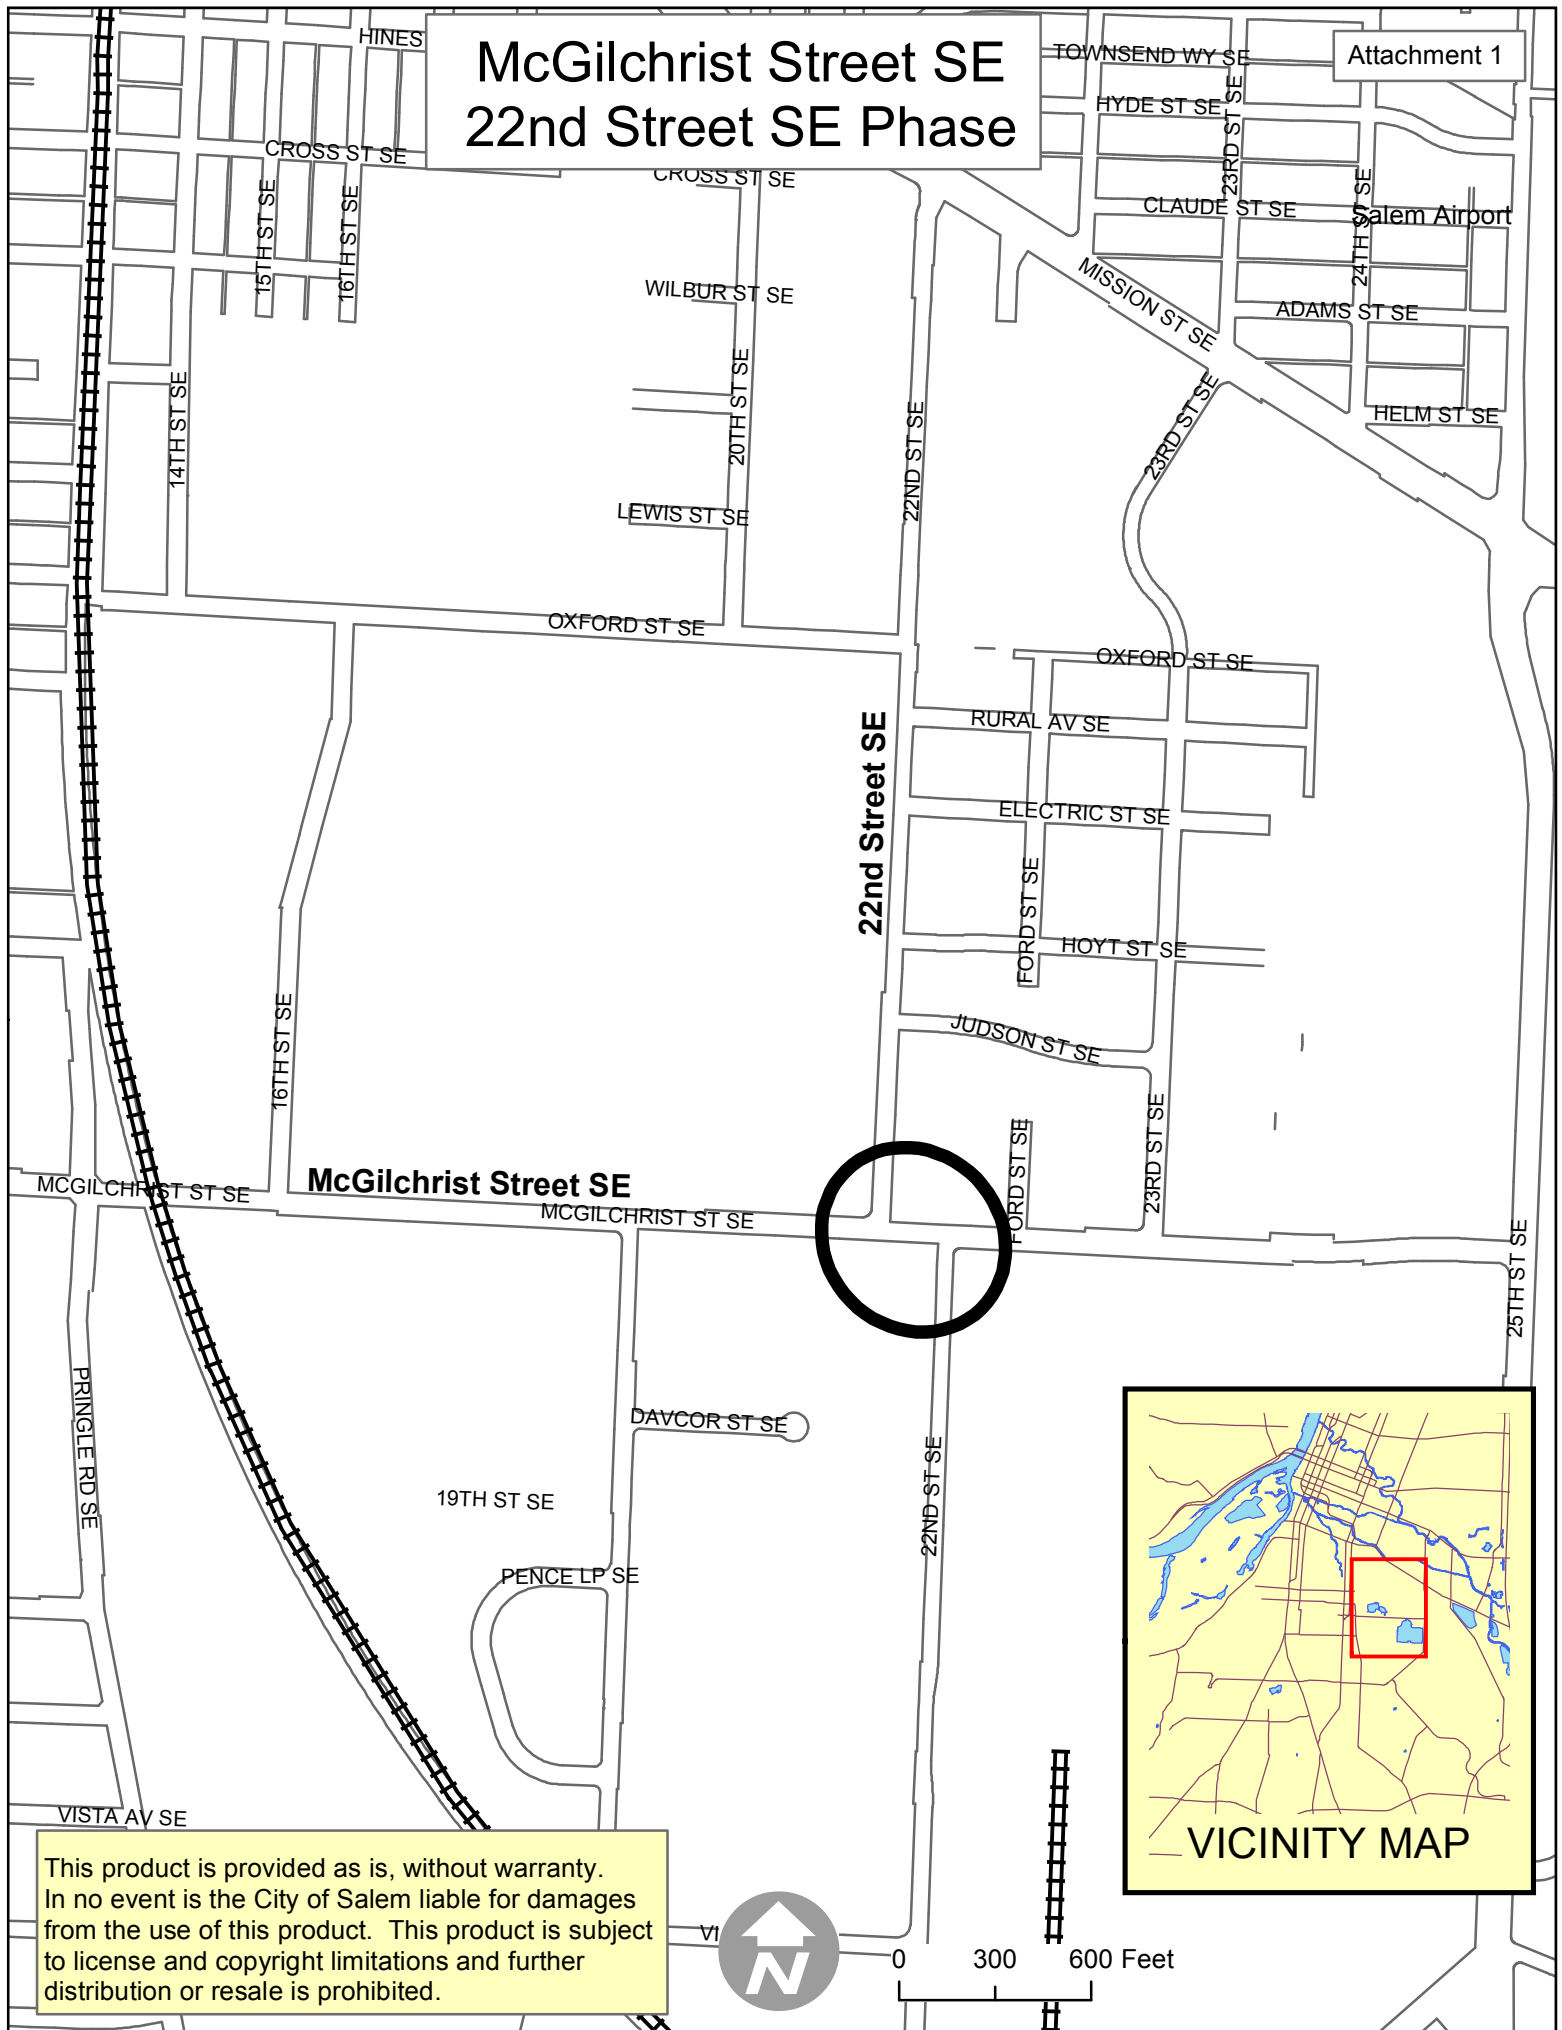 McGilchrist Street SE
22nd Street SE Phase
Attachment 1
HINES
TOWNSEND WY SE
HYDE ST SE
23RD ST SE
CROSS ST SE
CROSS ST SE
15TH ST SE
16TH ST SE
CLAUDE ST SE
24TH ST SE
Salem Airport
WILBUR ST SE
MISSION ST SE
ADAMS ST SE
14TH ST SE
20TH ST SE
22ND ST SE
23RD ST SE
HELM ST SE
LEWIS ST SE
OXFORD ST SE
OXFORD ST SE
22nd Street SE
RURAL AV SE
ELECTRIC ST SE
FORD ST SE
HOYT ST SE
16TH ST SE
JUDSON ST SE
FORD ST SE
23RD ST SE
McGilchrist Street SE
MCGILCHRIST ST SE
MCGILCHRIST ST SE
25TH ST SE
PRINGLE RD SE
DAVCOR ST SE
22ND ST SE
19TH ST SE
PENCE LP SE
VISTA AV SE
VICINITY MAP
This product is provided as is, without warranty.
In no event is the City of Salem liable for damages
from the use of this product. This product is subject
to license and copyright limitations and further
distribution or resale is prohibited.
VI
N
0 300 600 Feet